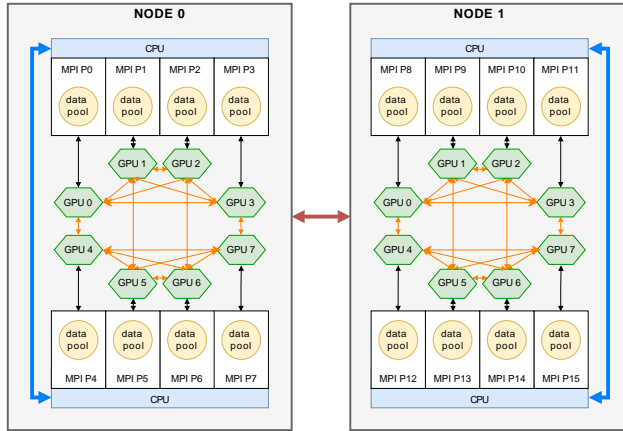 NODE 0
CPU
MPI P0 MPI P1 MPI P2 MPI P3
data pool data pool data pool data pool
GPU 1 GPU 2
GPU 0 GPU 3
GPU 4 GPU 7
GPU 5 GPU 6
data pool data pool data pool data pool
MPI P4 MPI P5 MPI P6 MPI P7
CPU
NODE 1
CPU
MPI P8 MPI P9 MPI P10 MPI P11
data pool data pool data pool data pool
GPU 1 GPU 2
GPU 0 GPU 3
GPU 4 GPU 7
GPU 5 GPU 6
data pool data pool data pool data pool
MPI P12 MPI P13 MPI P14 MPI P15
CPU